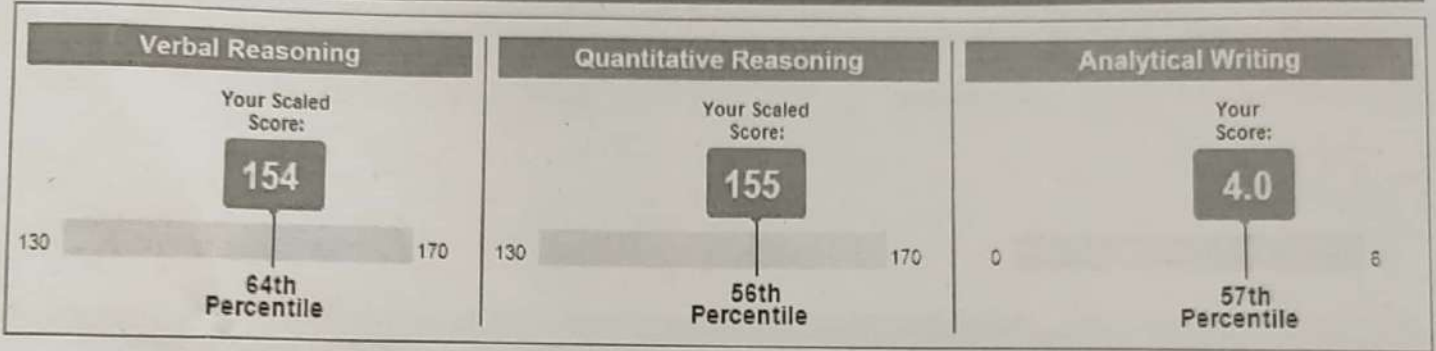 Verbal Reasoning
Your Scaled
Score:
154
130
170
64th
Percentile
Quantitative Reasoning
Your Scaled
Score:
155
130
170
56th
Percentile
Analytical Writing
Your
Score:
4.0
0
6
57th
Percentile